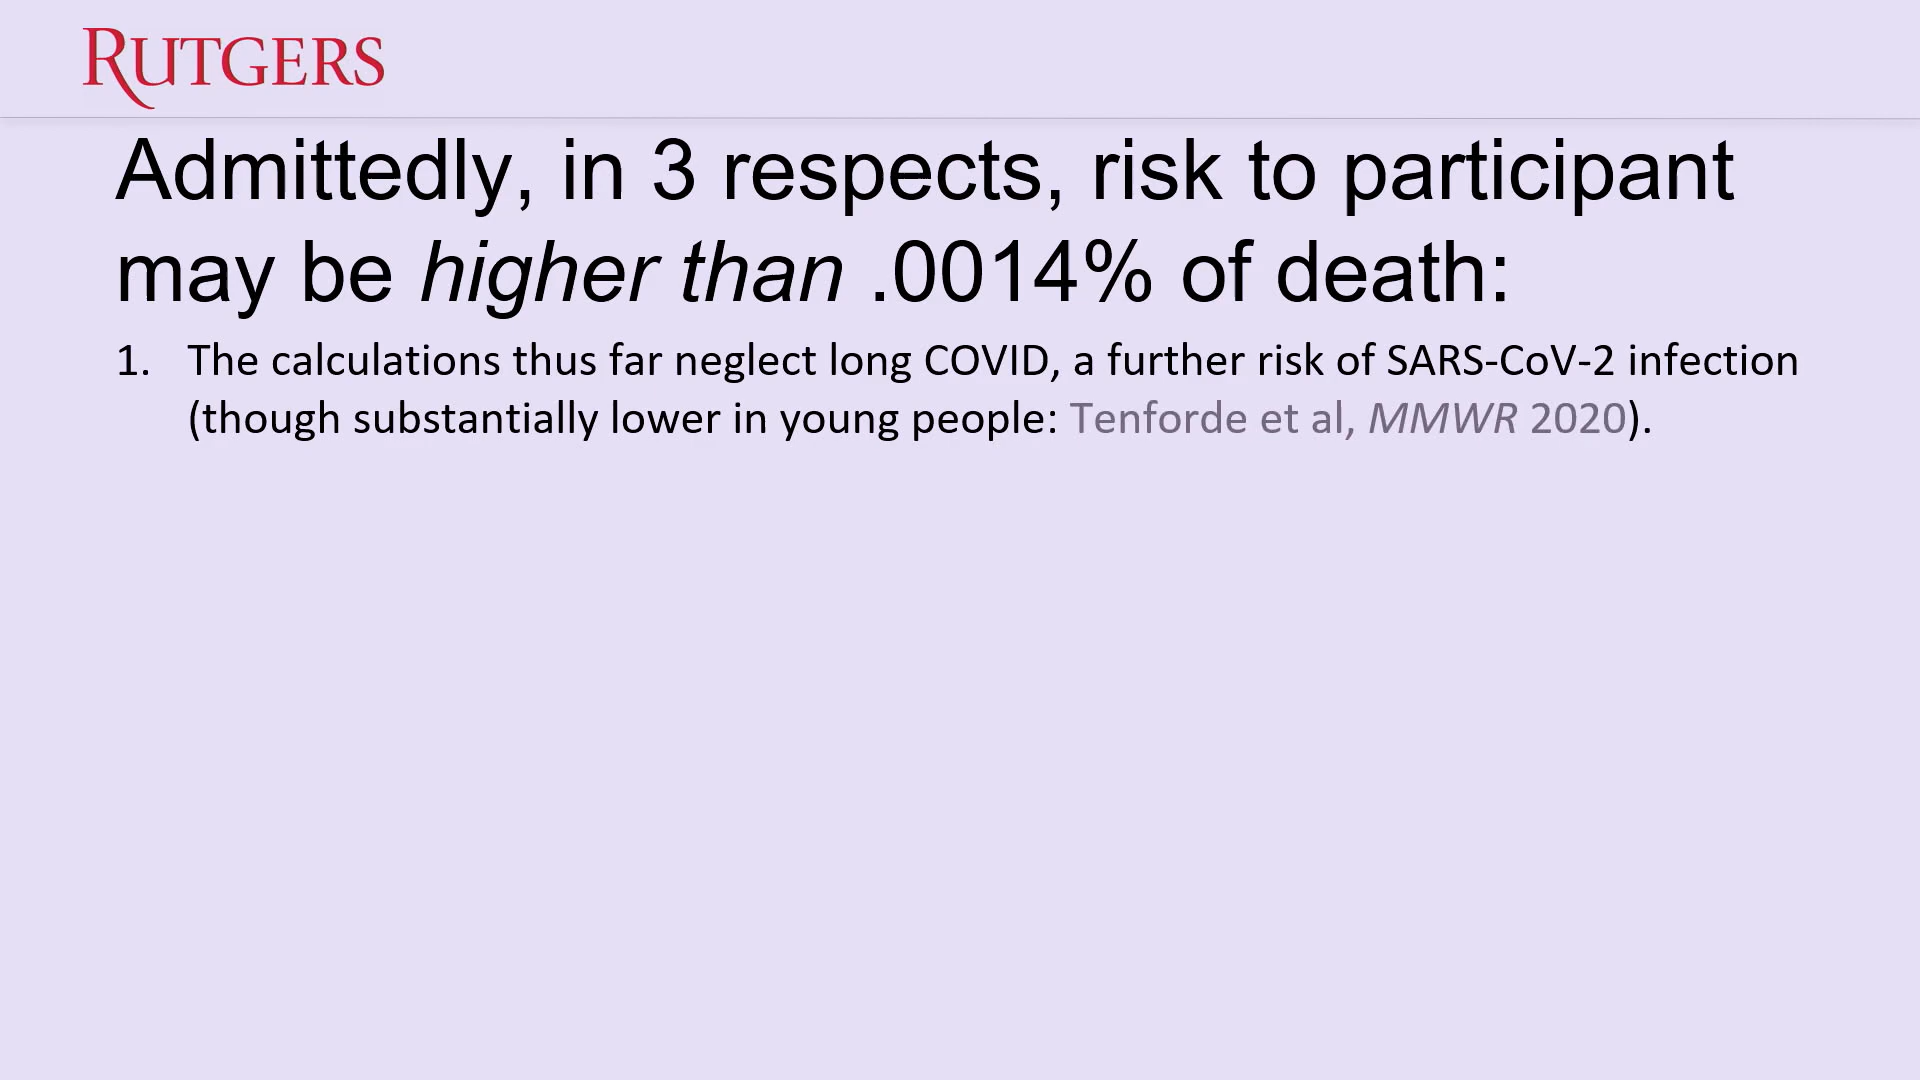 RUTGERS
Admittedly, in 3 respects, risk to participant
may be higher than .0014% of death:
1. The calculations thus far neglect long COVID, a further risk of SARS-CoV-2 infection
(though substantially lower in young people: Tenforde et al, MMWR 2020).